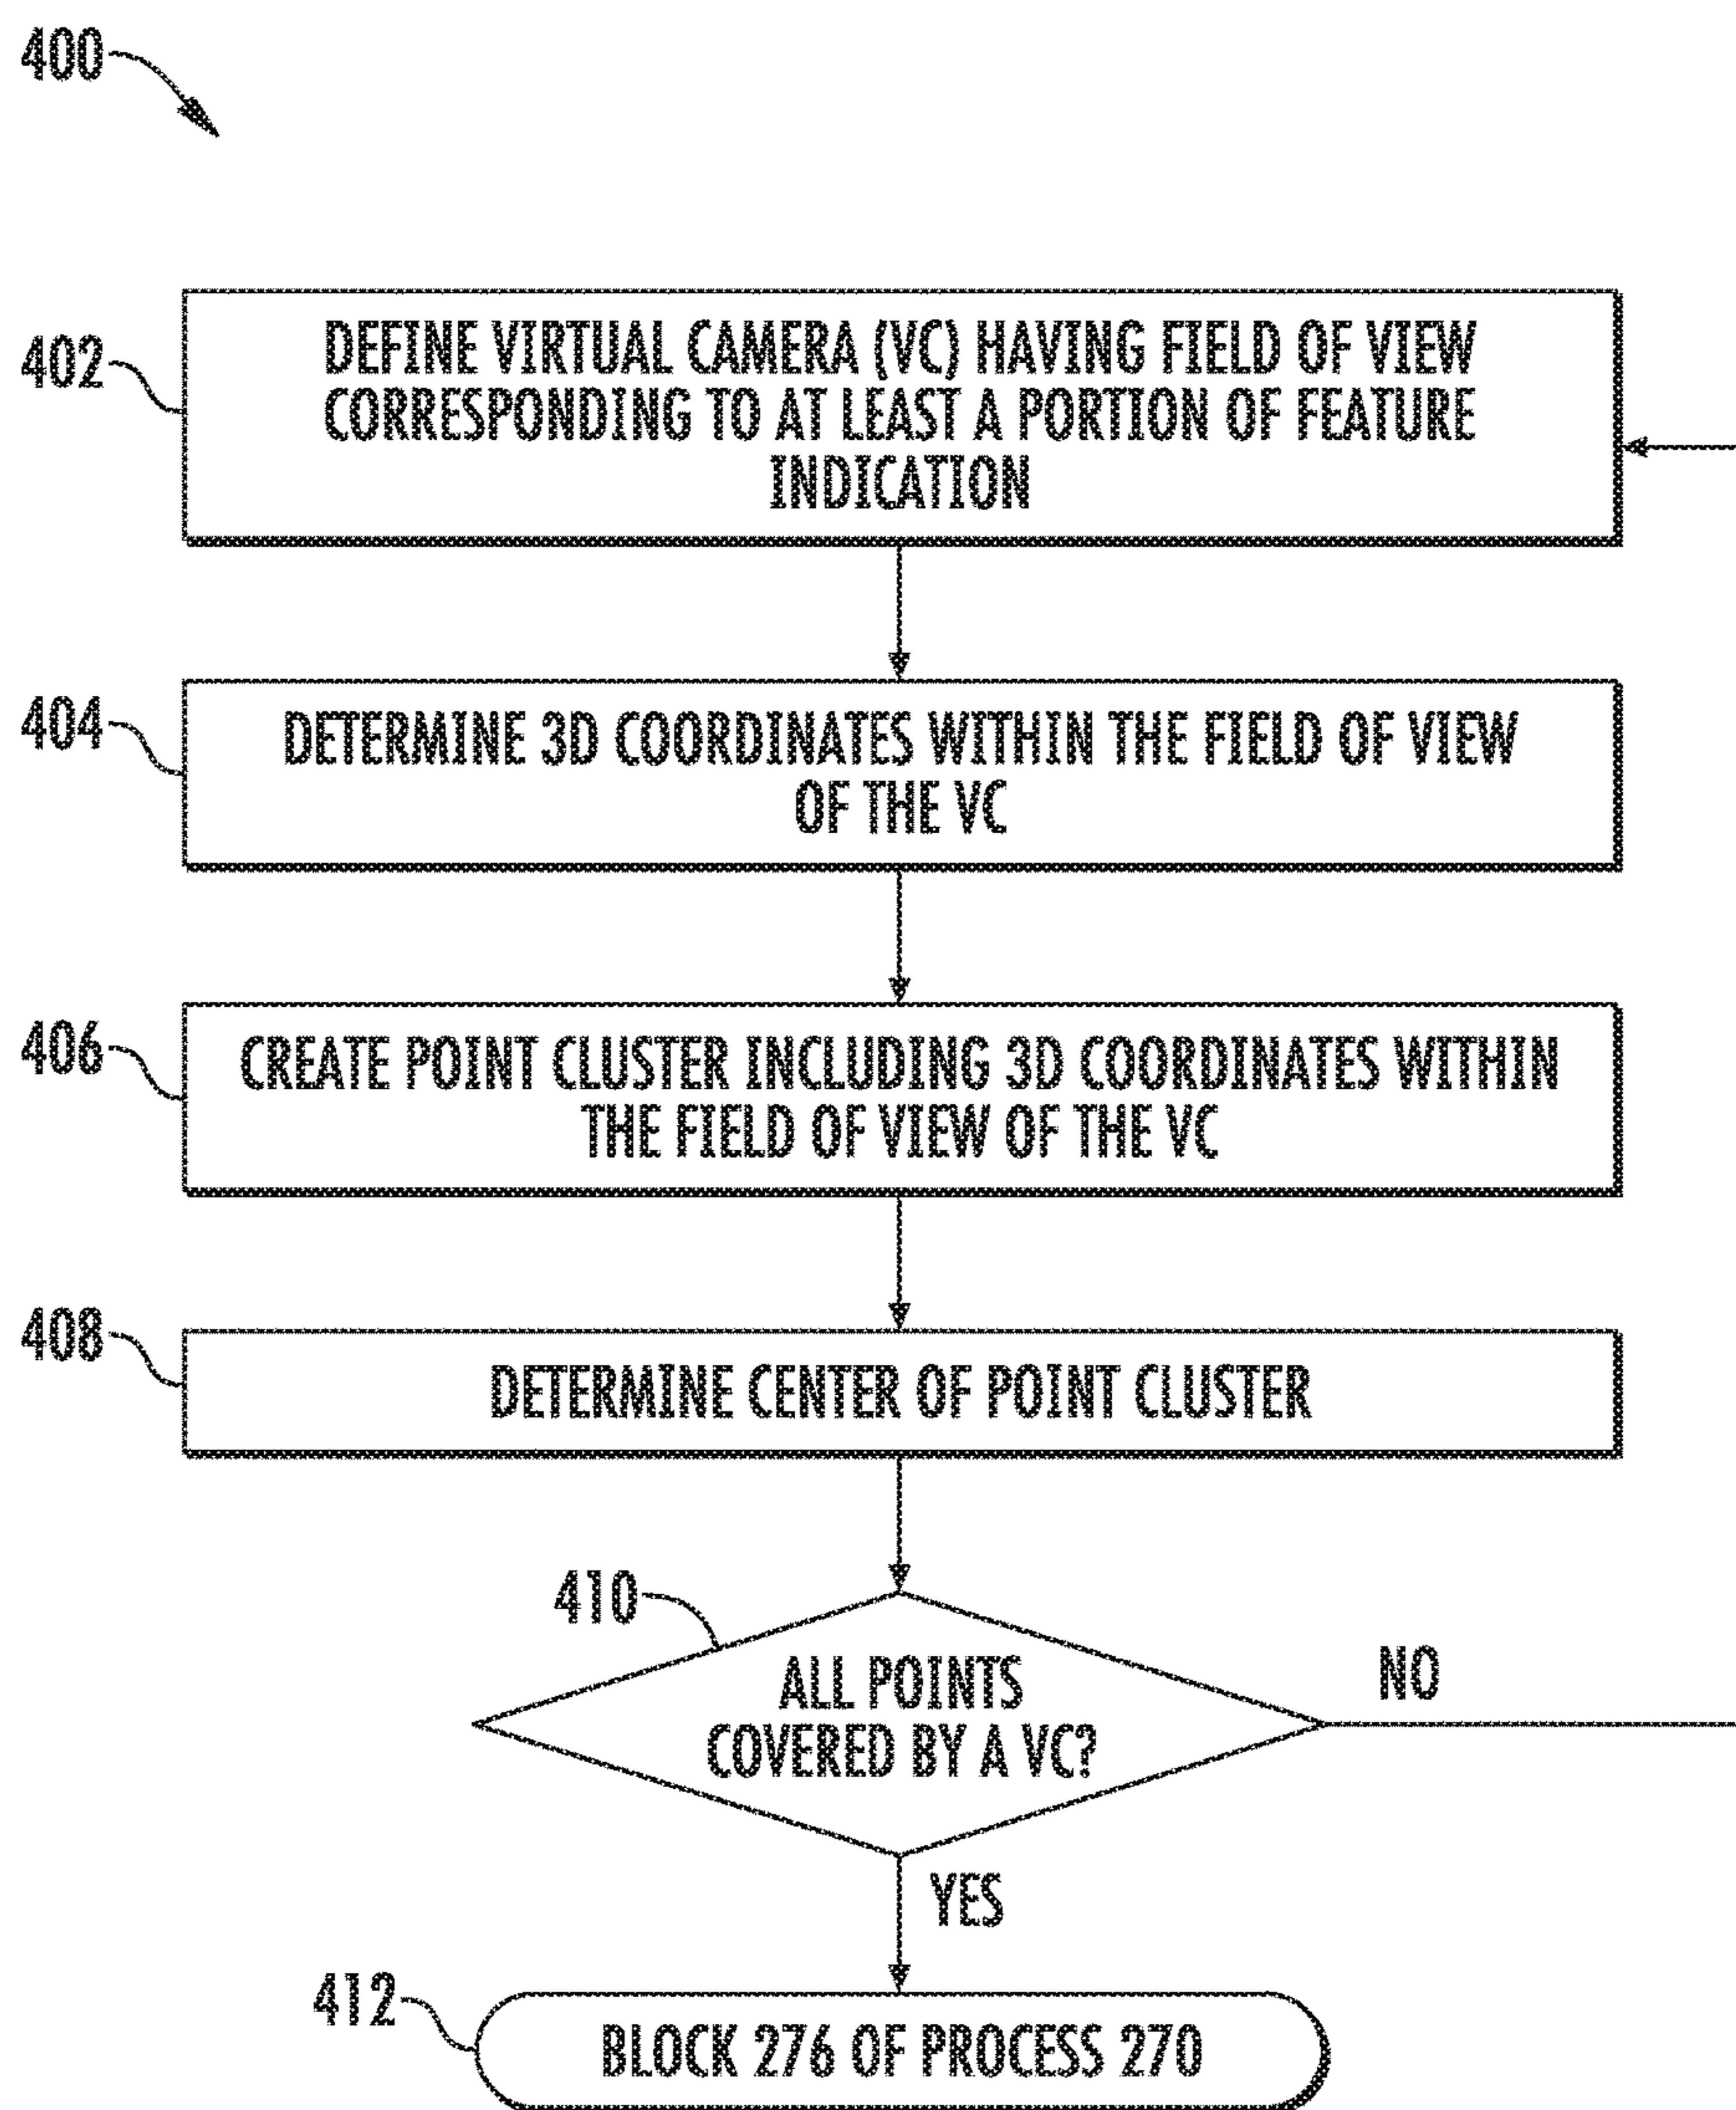 400
402
DEFINE VIRTUAL CAMERA (VC) HAVING FIELD OF VIEW
CORRESPONDING TO AT LEAST A PORTION OF FEATURE
INDICATION
404
DETERMINE 3D COORDINATES WITHIN THE FIELD OF VIEW
OF THE VC
406
CREATE POINT CLUSTER INCLUDING 3D COORDINATES WITHIN
THE FIELD OF VIEW OF THE VC
408
DETERMINE CENTER OF POINT CLUSTER
410
ALL POINTS
COVERED BY A VC?
NO
YES
412
BLOCK 276 OF PROCESS 270